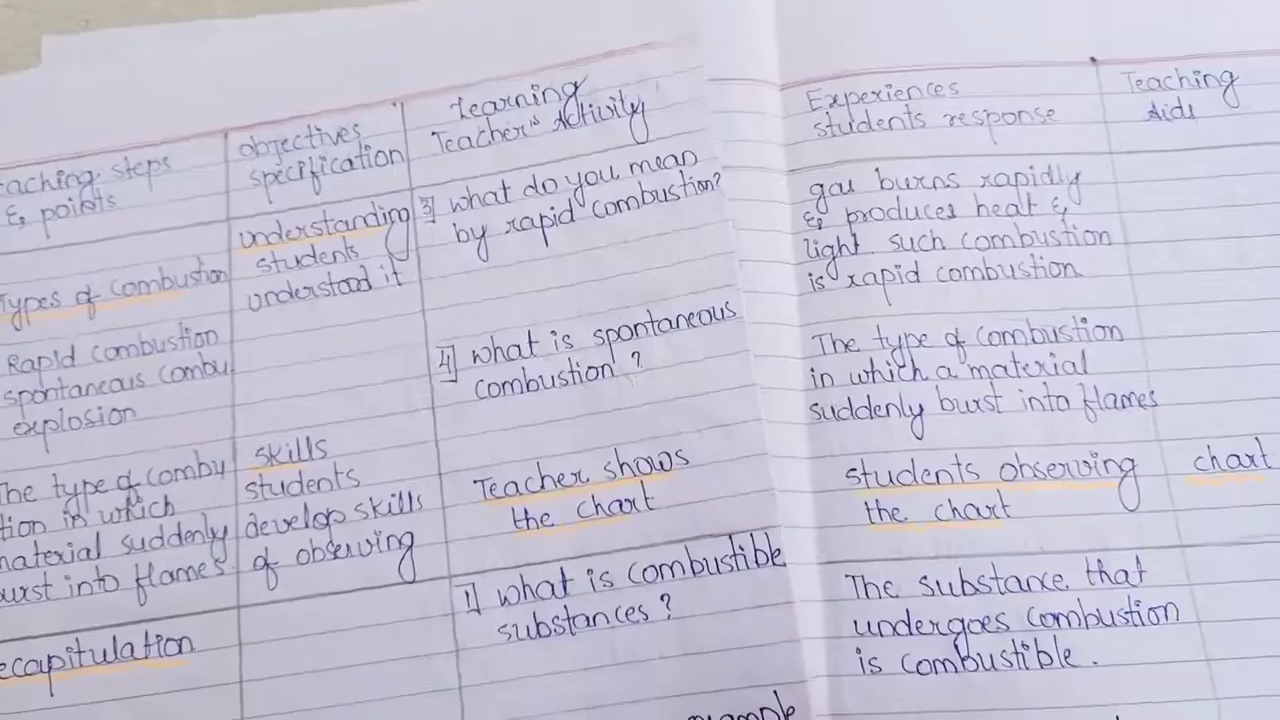 eaching steps
& points
Types of combustion
Rapid combustion
spontaneous combu
explosion
The type of combu
tion in which
material suddenly
burst into flames.
ecapitulation
objectives
specification
understanding
students
understood it
skills
students
develop skills
of observing
Learning
Teacher's Activity
3] what do you mean
by rapid combustion?
4] what is spontaneous
combustion?
Teacher shows
the chart
1] what is combustible
substances?
example
Experiences
students response
gas burns rapidly
& produces heat &
light such combustion
is rapid combustion
The type of combustion
in which a material
suddenly burst into flames
students observing
the chart
The substance that
undergoes combustion
is combustible.
Teaching
Aids
chart